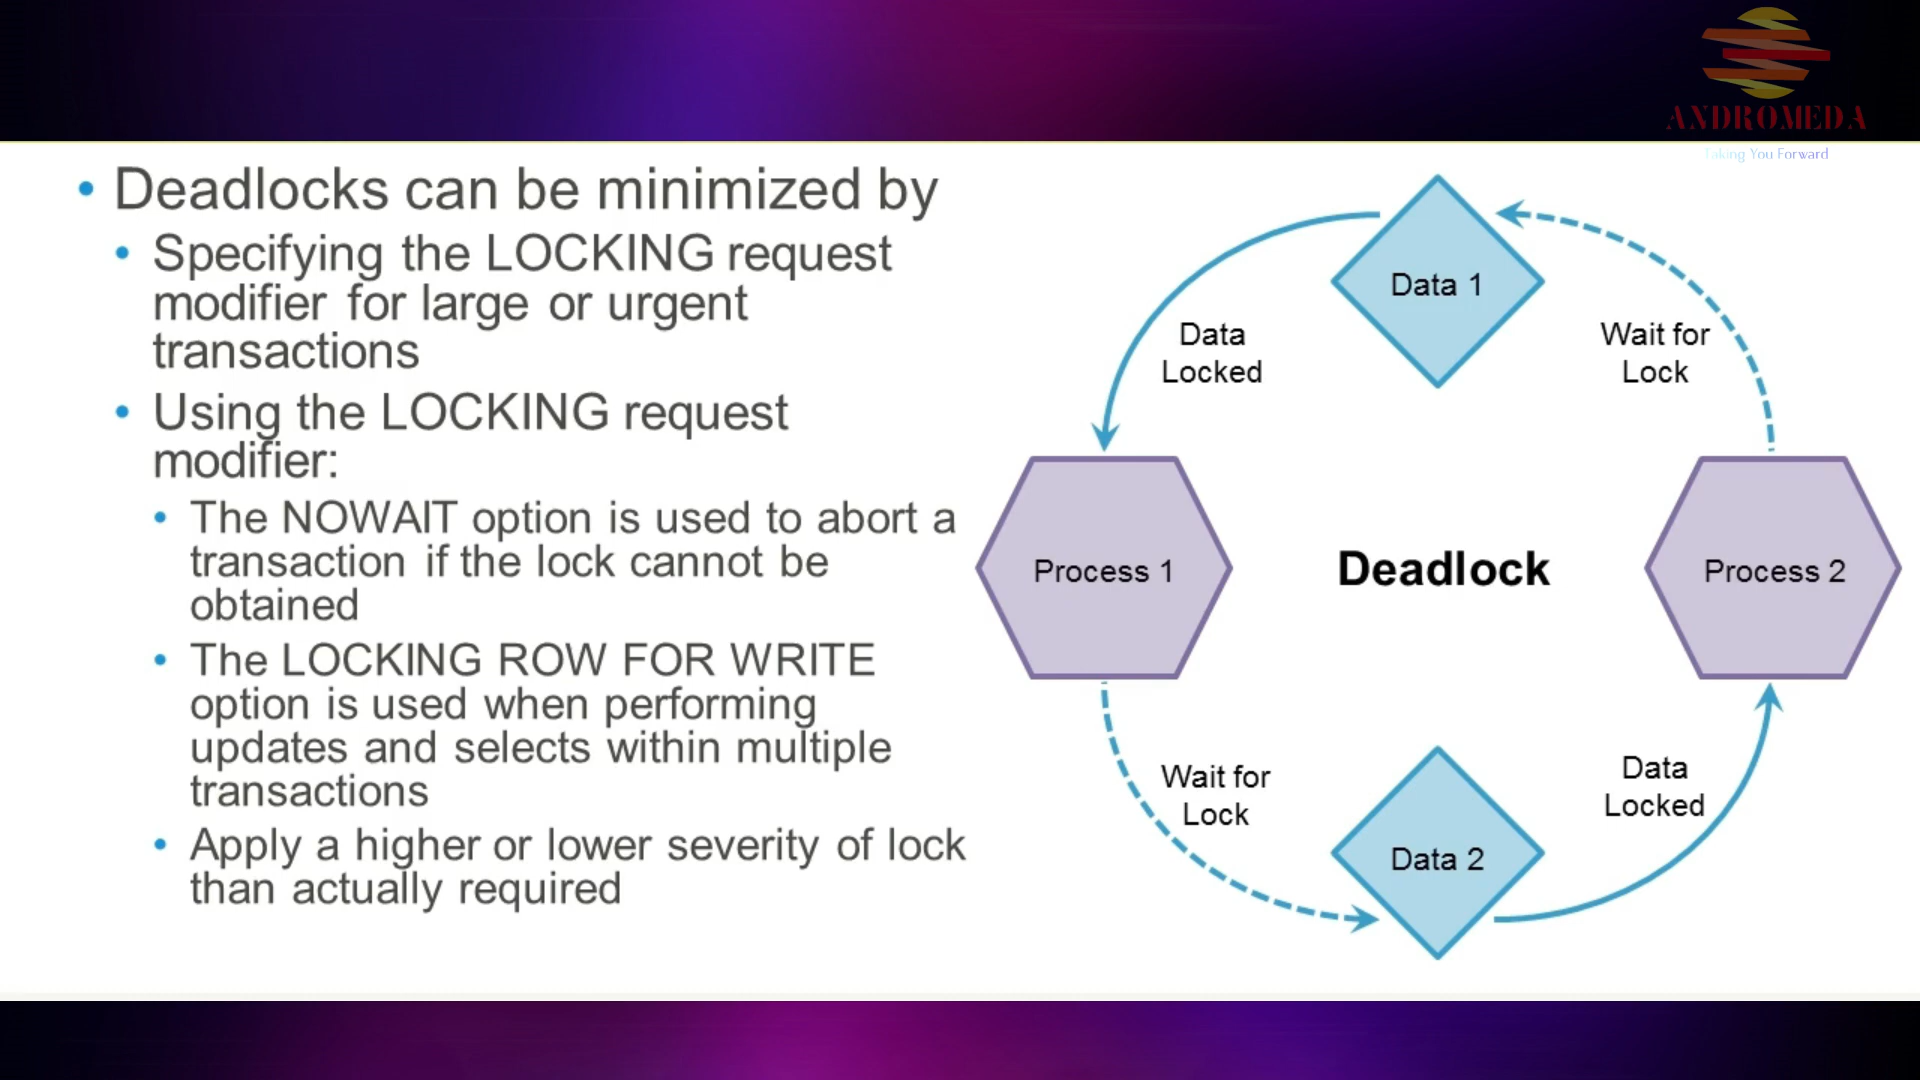 ANDROMEDA
Taking You Forward
• Deadlocks can be minimized by
• Specifying the LOCKING request
modifier for large or urgent
transactions
• Using the LOCKING request
modifier:
• The NOWAIT option is used to abort a
transaction if the lock cannot be
obtained
• The LOCKING ROW FOR WRITE
option is used when performing
updates and selects within multiple
transactions
• Apply a higher or lower severity of lock
than actually required
Data 1
Data
Locked
Wait for
Lock
Process 1
Deadlock
Process 2
Wait for
Lock
Data
Locked
Data 2